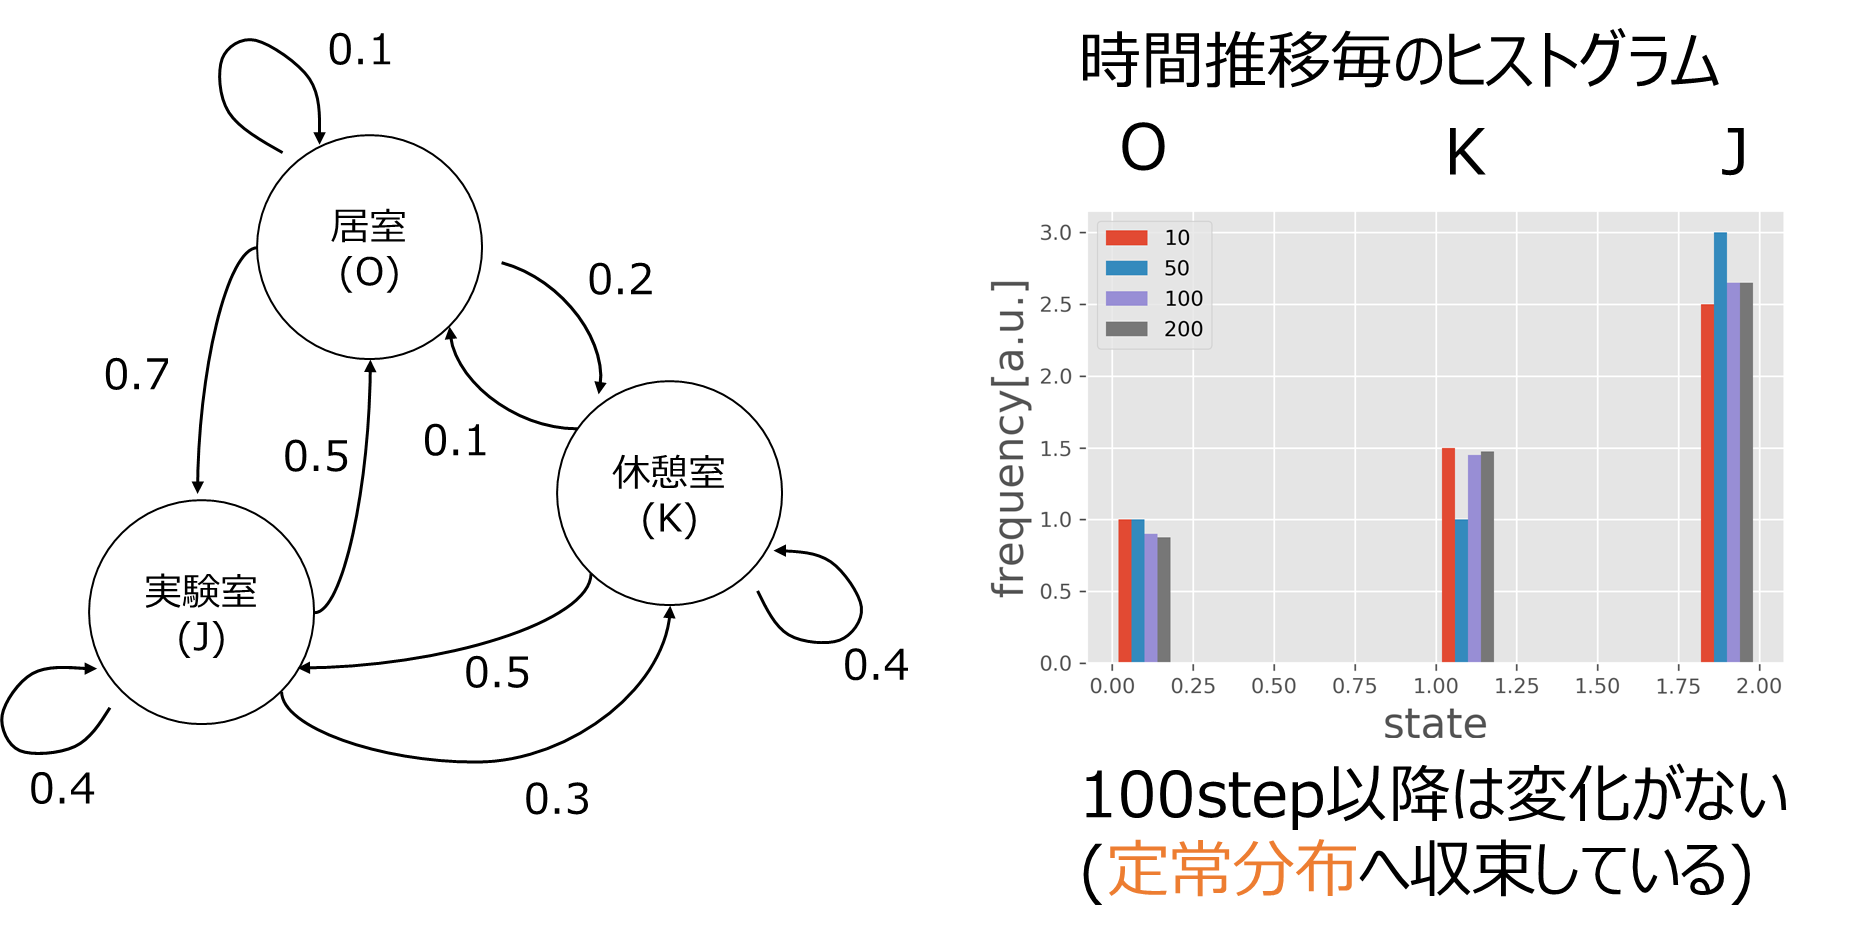 0.1
居室
(O)
0.2
0.7
0.5
0.1
休憩室
(K)
実験室
(J)
0.5
0.4
0.4
0.3
時間推移毎のヒストグラム
O K J
3.0
2.5
2.0
1.5
1.0
0.5
0.0
frequency[a.u.]
10
50
100
200
0.00 0.25 0.50 0.75 1.00 1.25 1.50 1.75 2.00
state
100step以降は変化がない
(定常分布へ収束している)